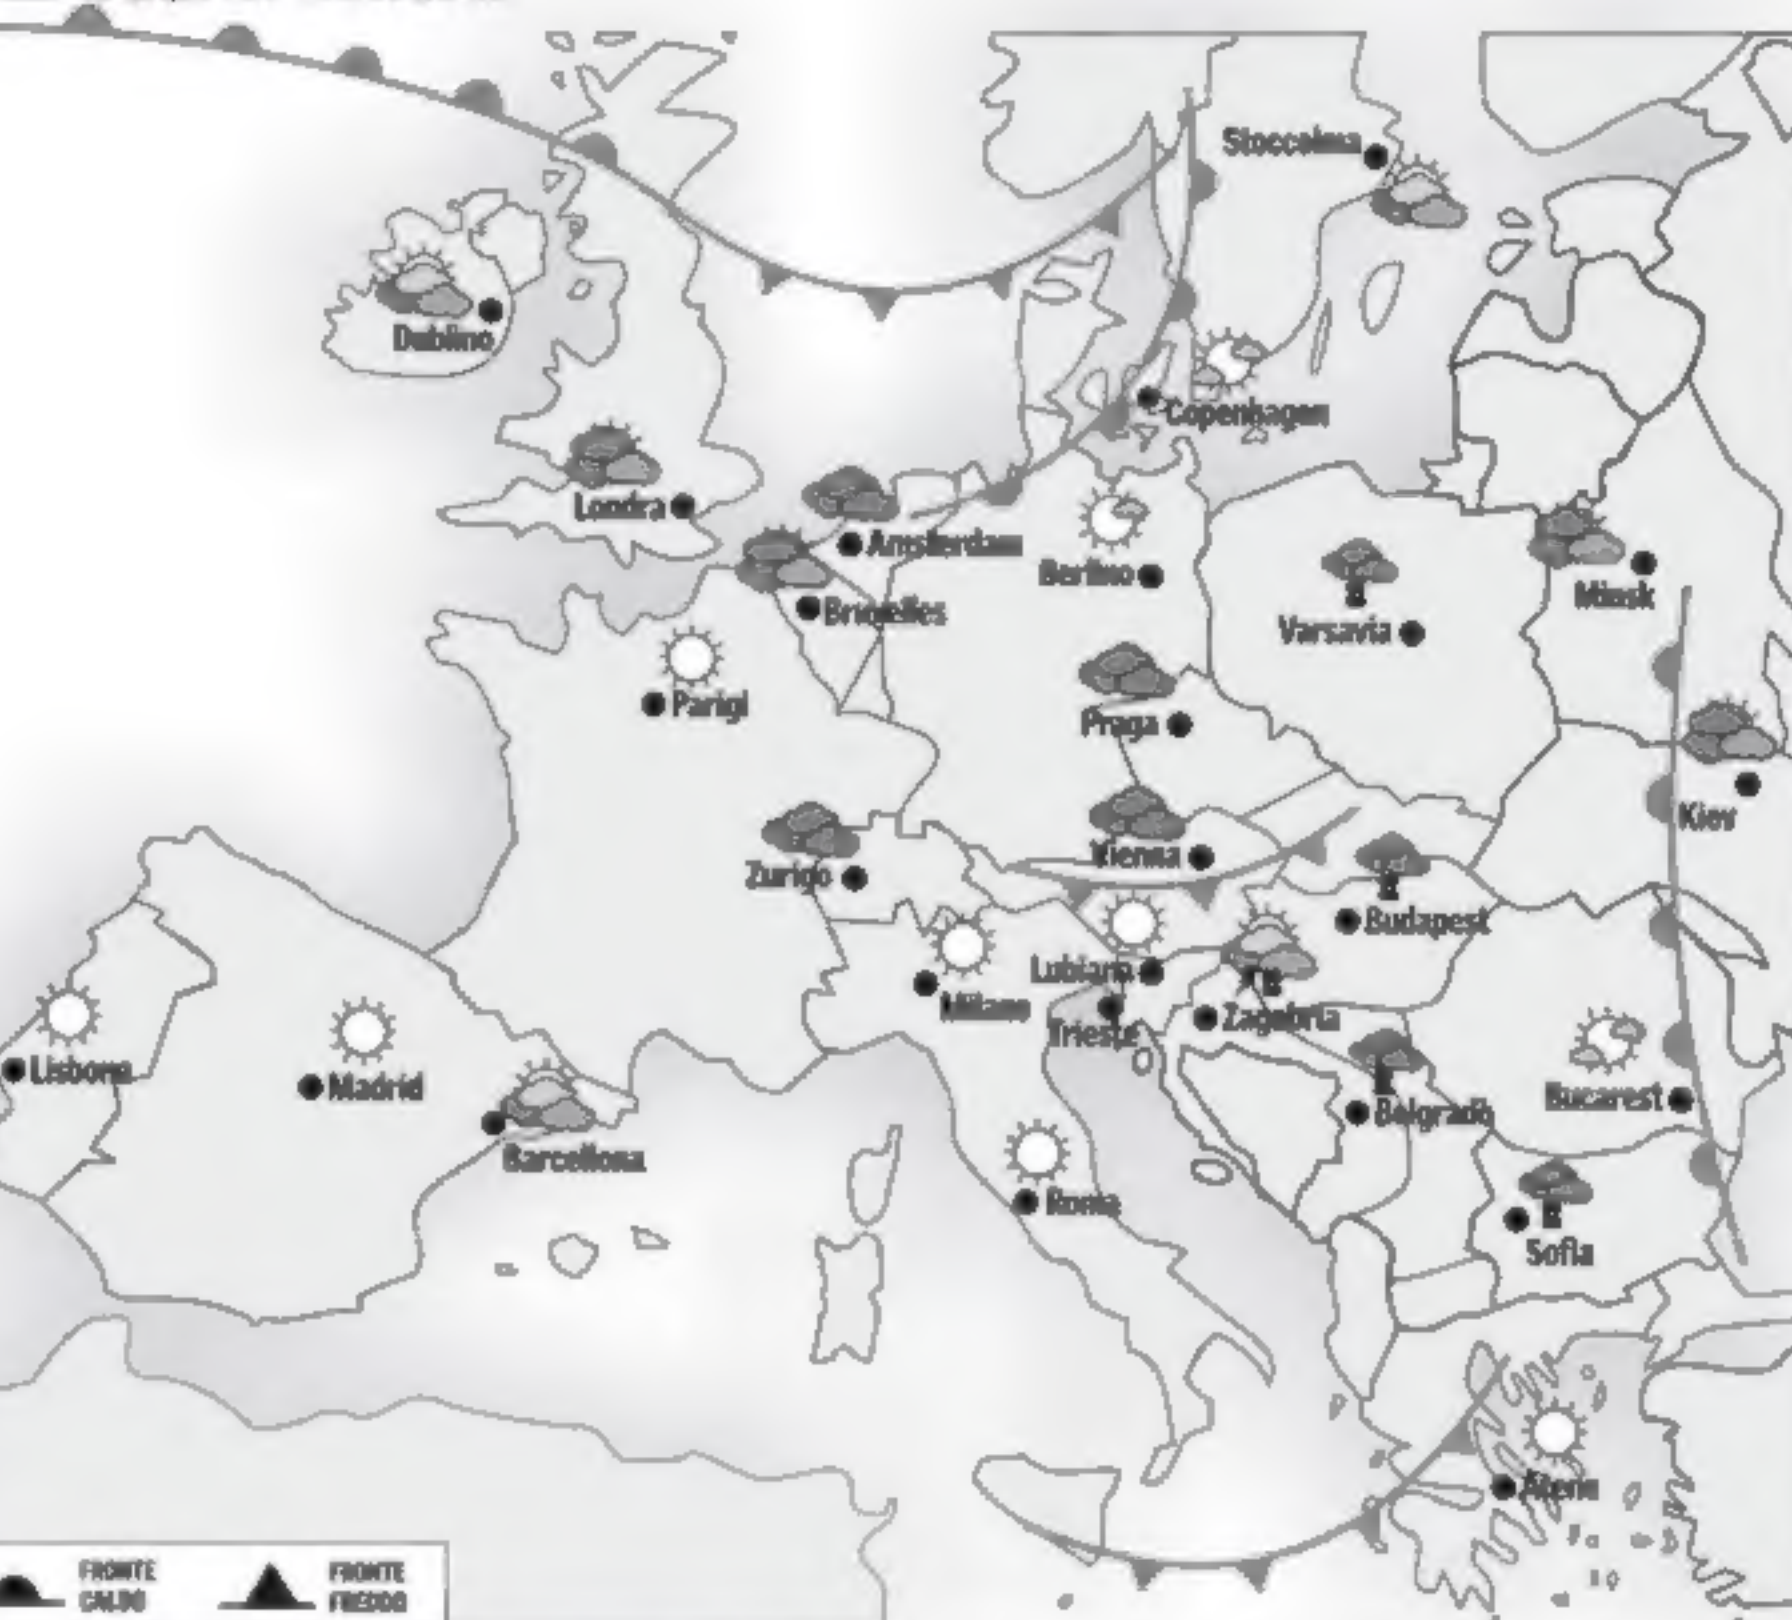 Stoccolma
Dublino
Copenhagen
Londra
Amsterdam
Berlino
Minsk
Bruxelles
Varsavia
Parigi
Praga
Kiev
Vienna
Zurigo
Budapest
Lubiana
Milano
Zagabria
Trieste
Lisbona
Madrid
Bucarest
Belgrado
Barcellona
Roma
Sofia
Atene
FRONTE CALDO
FRONTE FREDDO